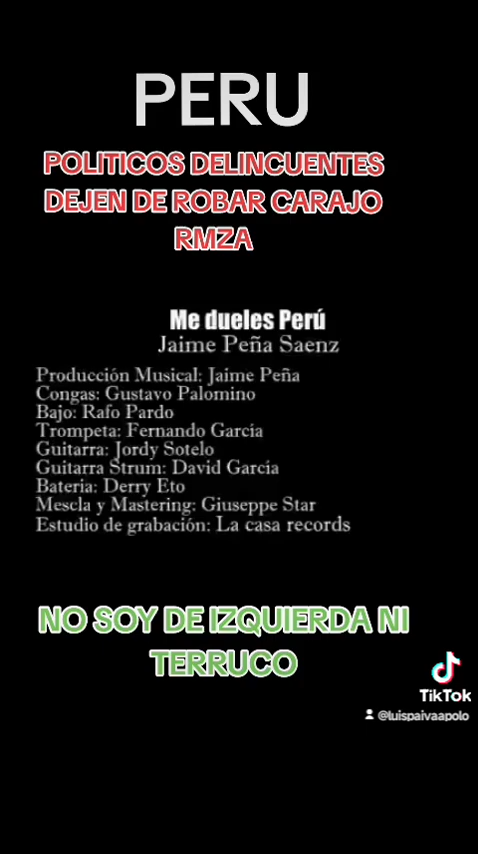 PERU
POLITICOS DELINCUENTES
DEJEN DE ROBAR CARAJO
RMZA
Me dueles Perú
Jaime Peña Saenz
Producción Musical: Jaime Peña
Congas: Gustavo Palomino
Bajo: Rafo Pardo
Trompeta: Fernando García
Guitarra: Jordy Sotelo
Guitarra Strum: David García
Bateria: Derry Eto
Mescla y Mastering: Giuseppe Star
Estudio de grabación: La casa records
NO SOY DE IZQUIERDA NI
TERRUCO
TikTok
@luispaivaapolo